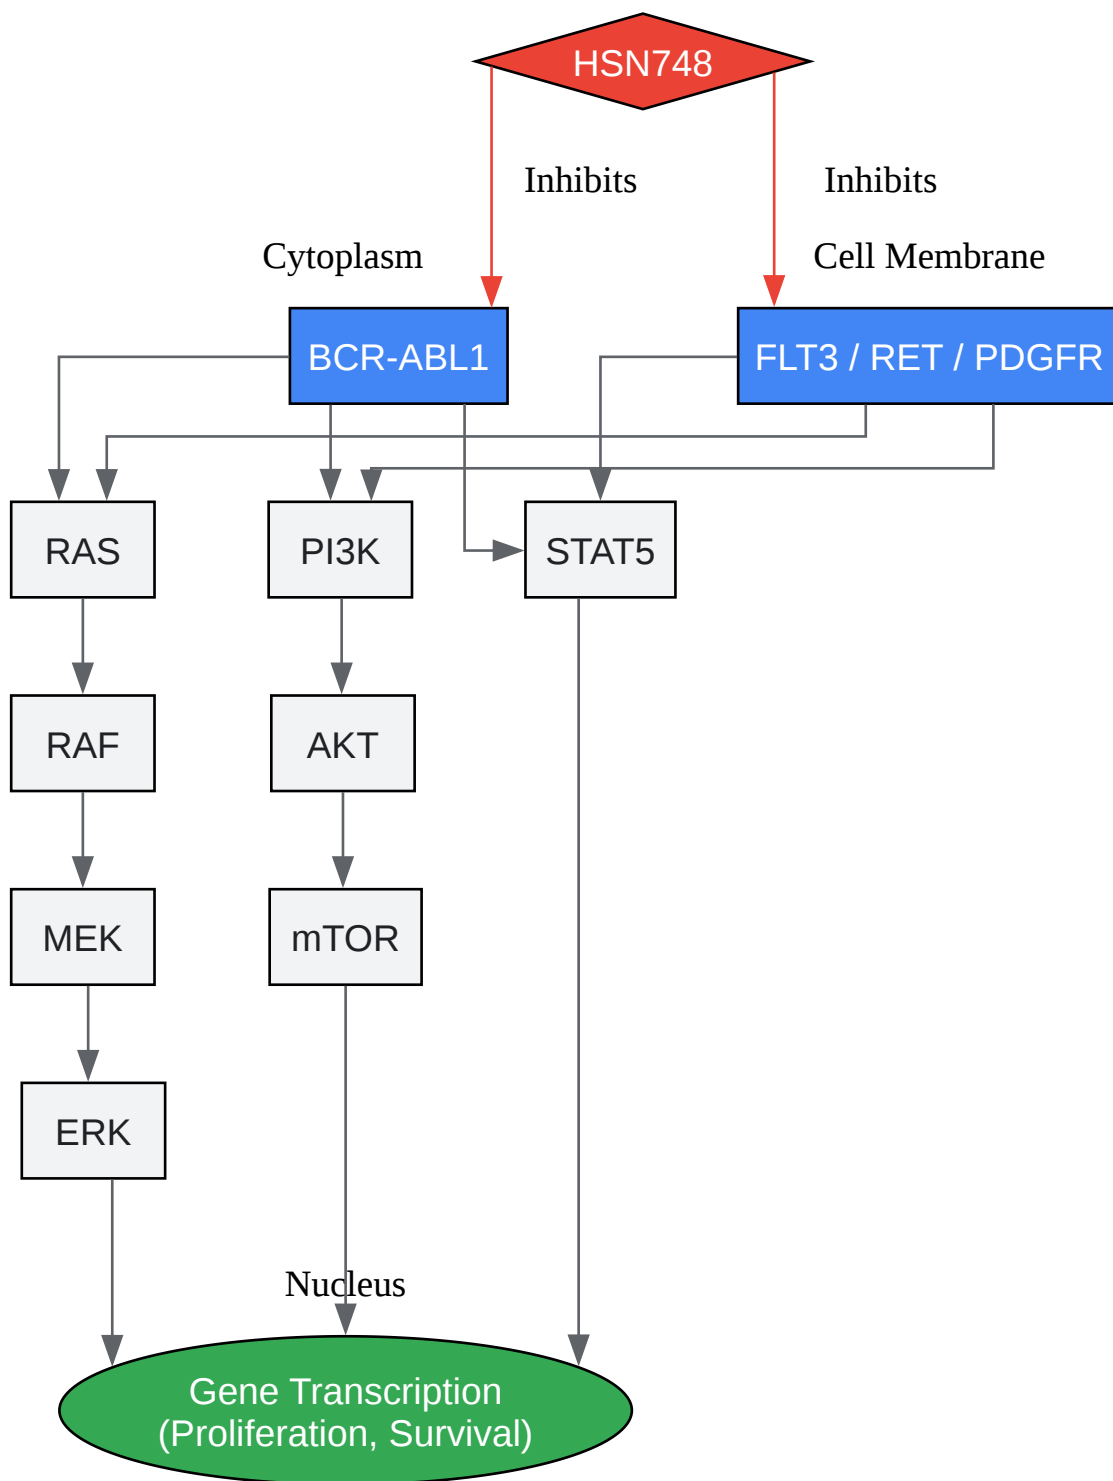 HSN748
Inhibits
Inhibits
Cytoplasm
Cell Membrane
BCR-ABL1
FLT3 / RET / PDGFR
RAS
PI3K
STAT5
RAF
AKT
MEK
mTOR
ERK
Nucleus
Gene Transcription
(Proliferation, Survival)